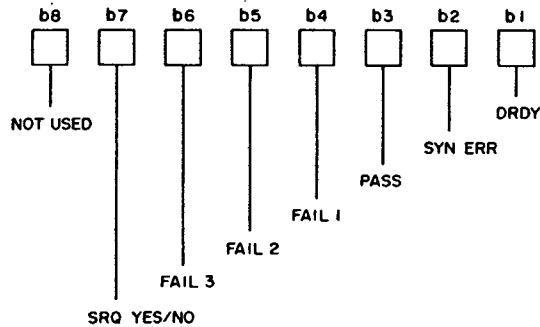 b8 b7 b6 b5 b4 b3 b2 b1
DRDY
NOT USED
SYN ERR
PASS
FAIL 1
FAIL 2
FAIL 3
SRQ YES/NO